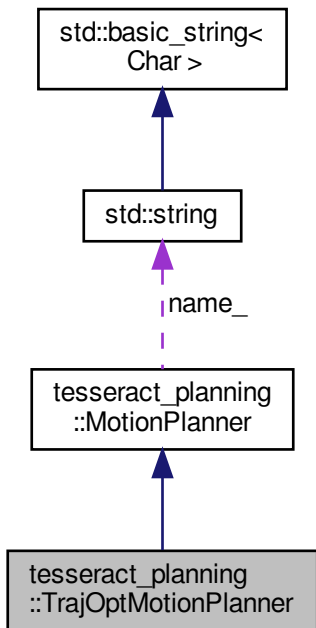 std::basic_string<
Char >
std::string
name_
tesseract_planning
::MotionPlanner
tesseract_planning
::TrajOptMotionPlanner